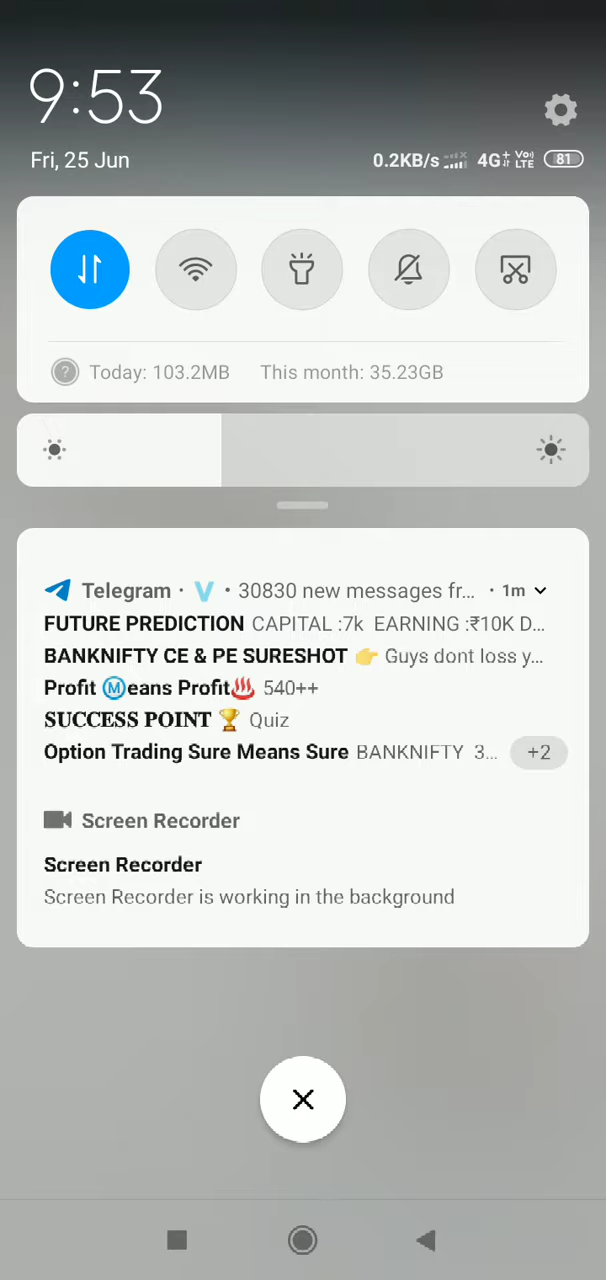 9:53
Fri, 25 Jun
0.2KB/s 4G+ Vo)) LTE 81
? Today: 103.2MB This month: 35.23GB
Telegram · V · 30830 new messages fr... · 1m
FUTURE PREDICTION CAPITAL :7k EARNING :₹10K D...
BANKNIFTY CE & PE SURESHOT 👉 Guys dont loss y...
Profit Ⓜ️eans Profit♨️ 540++
𝐒𝐔𝐂𝐂𝐄𝐒𝐒 𝐏𝐎𝐈𝐍𝐓 🏆 Quiz
Option Trading Sure Means Sure BANKNIFTY 3... +2
Screen Recorder
Screen Recorder
Screen Recorder is working in the background